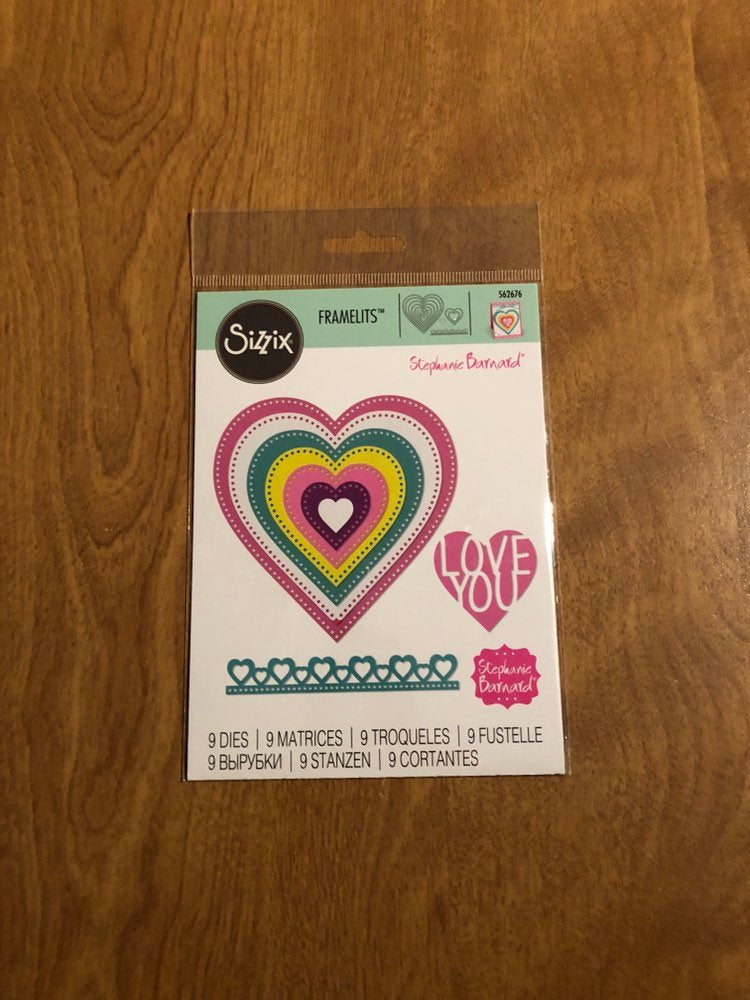 562676
Sizzix
FRAMELITS™
Stephanie Barnard®
LOVE
YOU
Stephanie
Barnard®
9 DIES | 9 MATRICES | 9 TROQUELES | 9 FUSTELLE
9 ВЫРУБКИ | 9 STANZEN | 9 CORTANTES